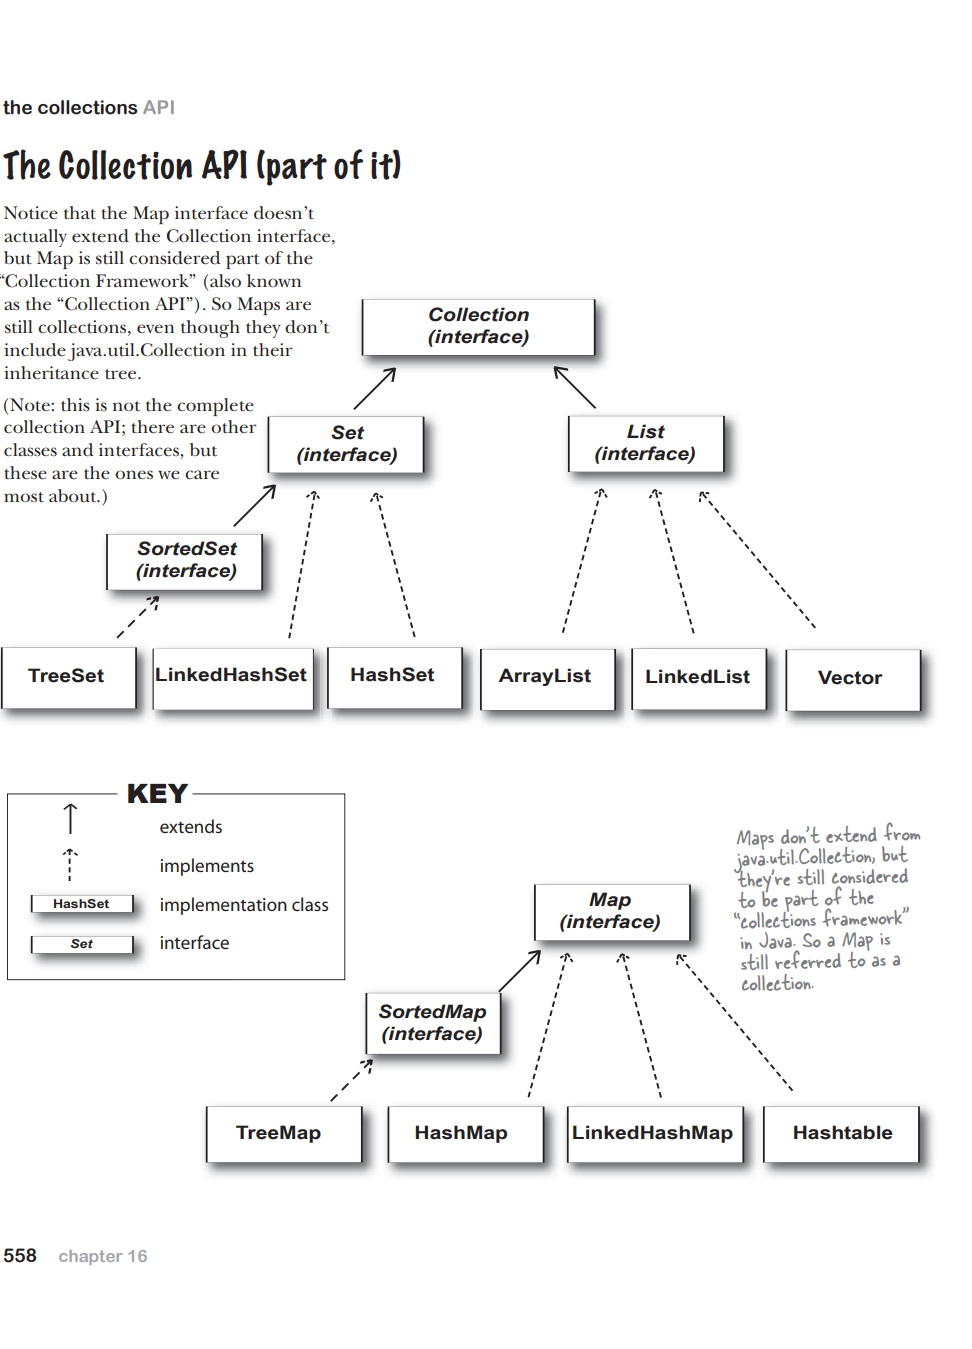 the collections API
The Collection API (part of it)
Notice that the Map interface doesn’t
actually extend the Collection interface,
but Map is still considered part of the
“Collection Framework” (also known
as the “Collection API”). So Maps are
still collections, even though they don’t
include java.util.Collection in their
inheritance tree.
(Note: this is not the complete
collection API; there are other
classes and interfaces, but
these are the ones we care
most about.)
Collection
(interface)
Set
(interface)
List
(interface)
SortedSet
(interface)
TreeSet
LinkedHashSet
HashSet
ArrayList
LinkedList
Vector
KEY
extends
implements
HashSet
implementation class
Set
interface
Maps don’t extend from
java.util.Collection, but
they’re still considered
to be part of the
“collections framework”
in Java. So a Map is
still referred to as a
collection.
Map
(interface)
SortedMap
(interface)
TreeMap
HashMap
LinkedHashMap
Hashtable
558 chapter 16